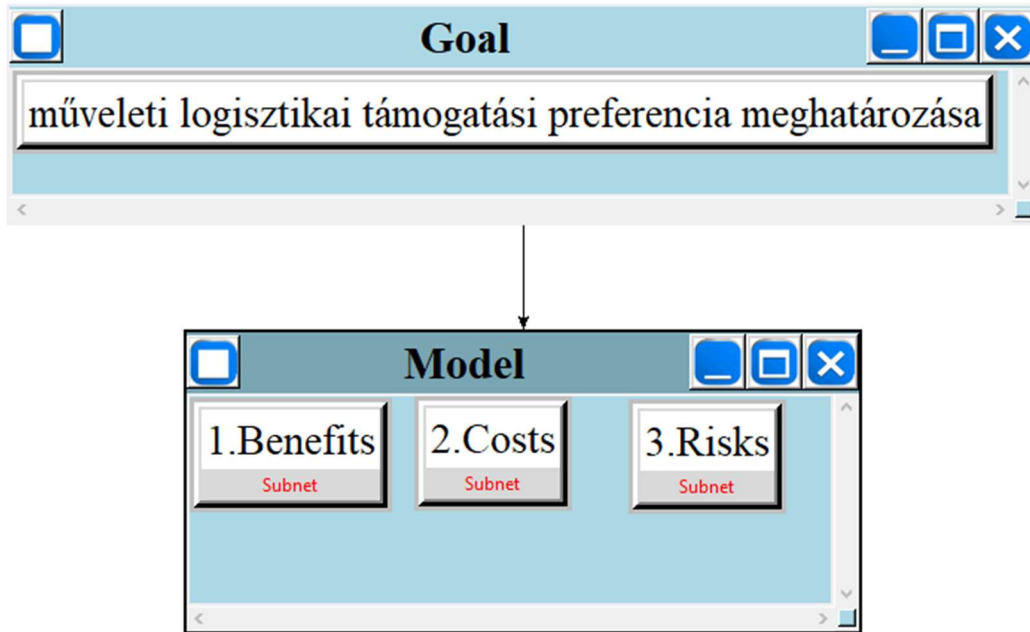 Goal
műveleti logisztikai támogatási preferencia meghatározása
Model
1.Benefits
Subnet
2.Costs
Subnet
3.Risks
Subnet